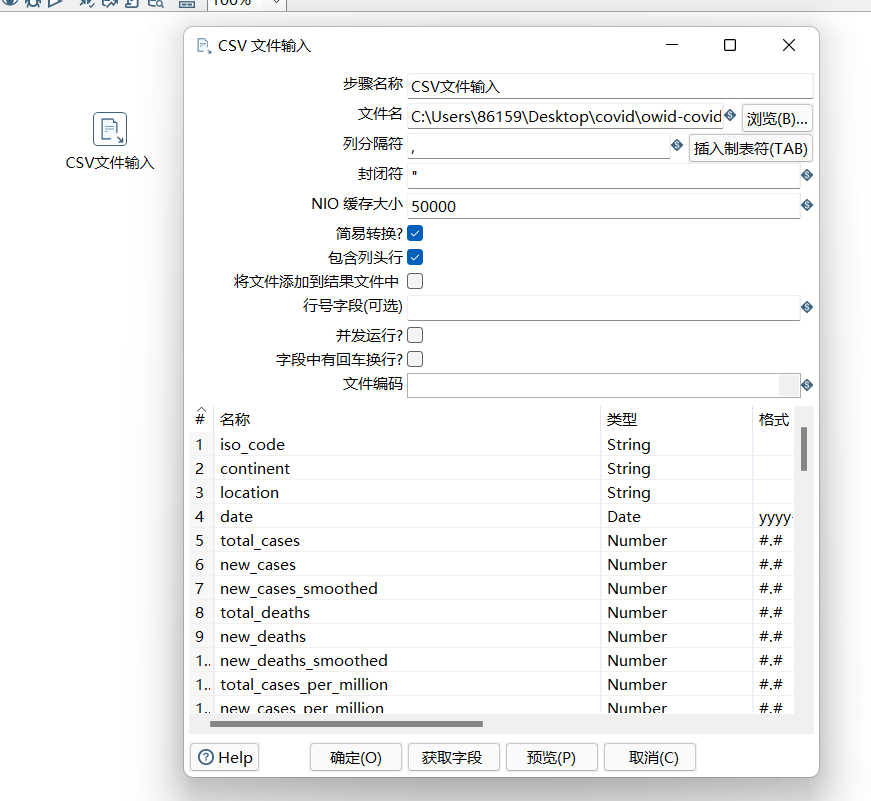 100%
CSV 文件输入
步骤名称 CSV文件输入
文件名 C:\Users\86159\Desktop\covid\owid-covid 浏览(B)...
列分隔符 , 插入制表符(TAB)
封闭符 "
NIO 缓存大小 50000
简易转换?
包含列头行
将文件添加到结果文件中
行号字段(可选)
并发运行?
字段中有回车换行?
文件编码
CSV文件输入
# 名称 类型 格式
1 iso_code String
2 continent String
3 location String
4 date Date yyyy-
5 total_cases Number #.#
6 new_cases Number #.#
7 new_cases_smoothed Number #.#
8 total_deaths Number #.#
9 new_deaths Number #.#
1.. new_deaths_smoothed Number #.#
1.. total_cases_per_million Number #.#
1.. new_cases_per_million Number #.#
Help 确定(O) 获取字段 预览(P) 取消(C)